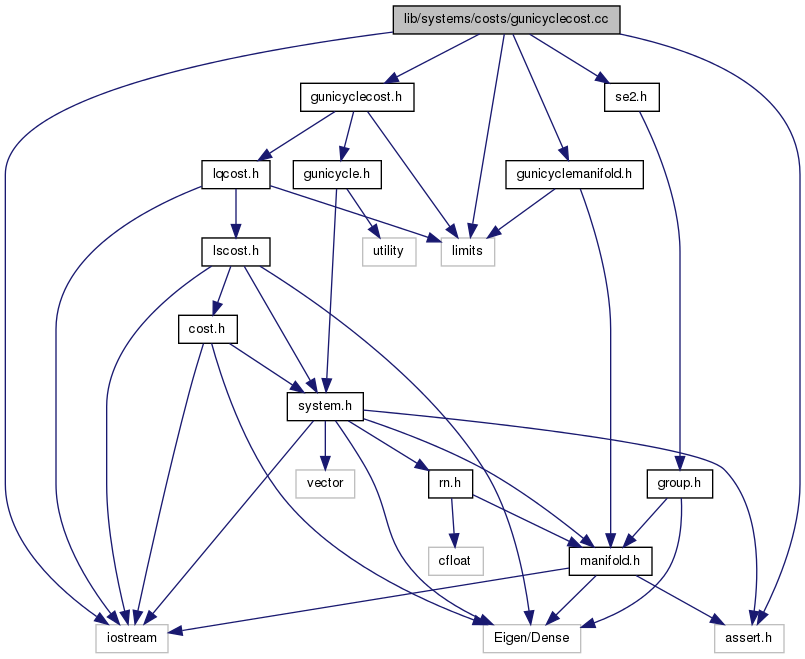 lib/systems/costs/gunicyclecost.cc
gunicyclecost.h
se2.h
lqcost.h
gunicycle.h
gunicyclemanifold.h
lscost.h
utility
limits
cost.h
system.h
vector
rn.h
group.h
cfloat
manifold.h
iostream
Eigen/Dense
assert.h